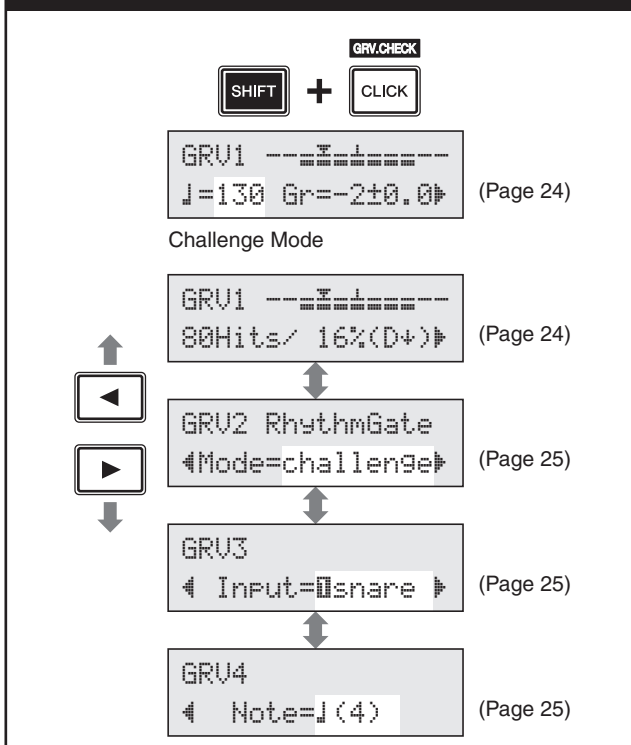 GRV.CHECK
SHIFT + CLICK
GRV1
♩=130 Gr=-2±0.0
(Page 24)
Challenge Mode
GRV1
80Hits/ 16%(D↓)
(Page 24)
GRV2 RhythmGate
Mode=challenge
(Page 25)
GRV3
Input=snare
(Page 25)
GRV4
Note=♩(4)
(Page 25)